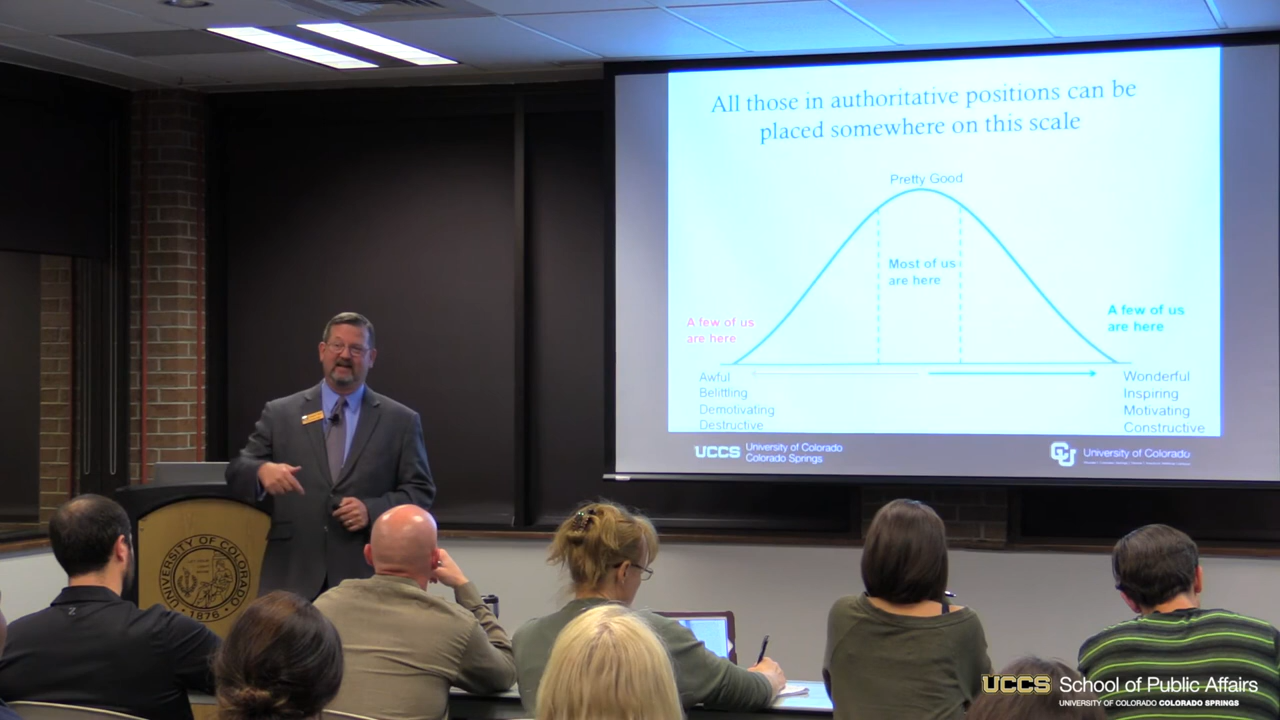 All those in authoritative positions can be
placed somewhere on this scale
Pretty Good
Most of us
are here
A few of us
are here
A few of us
are here
Awful
Belittling
Demotivating
Destructive
Wonderful
Inspiring
Motivating
Constructive
UCCS University of Colorado
Colorado Springs
CU University of Colorado
UNIVERSITY OF COLORADO
1876
UCCS School of Public Affairs
UNIVERSITY OF COLORADO COLORADO SPRINGS